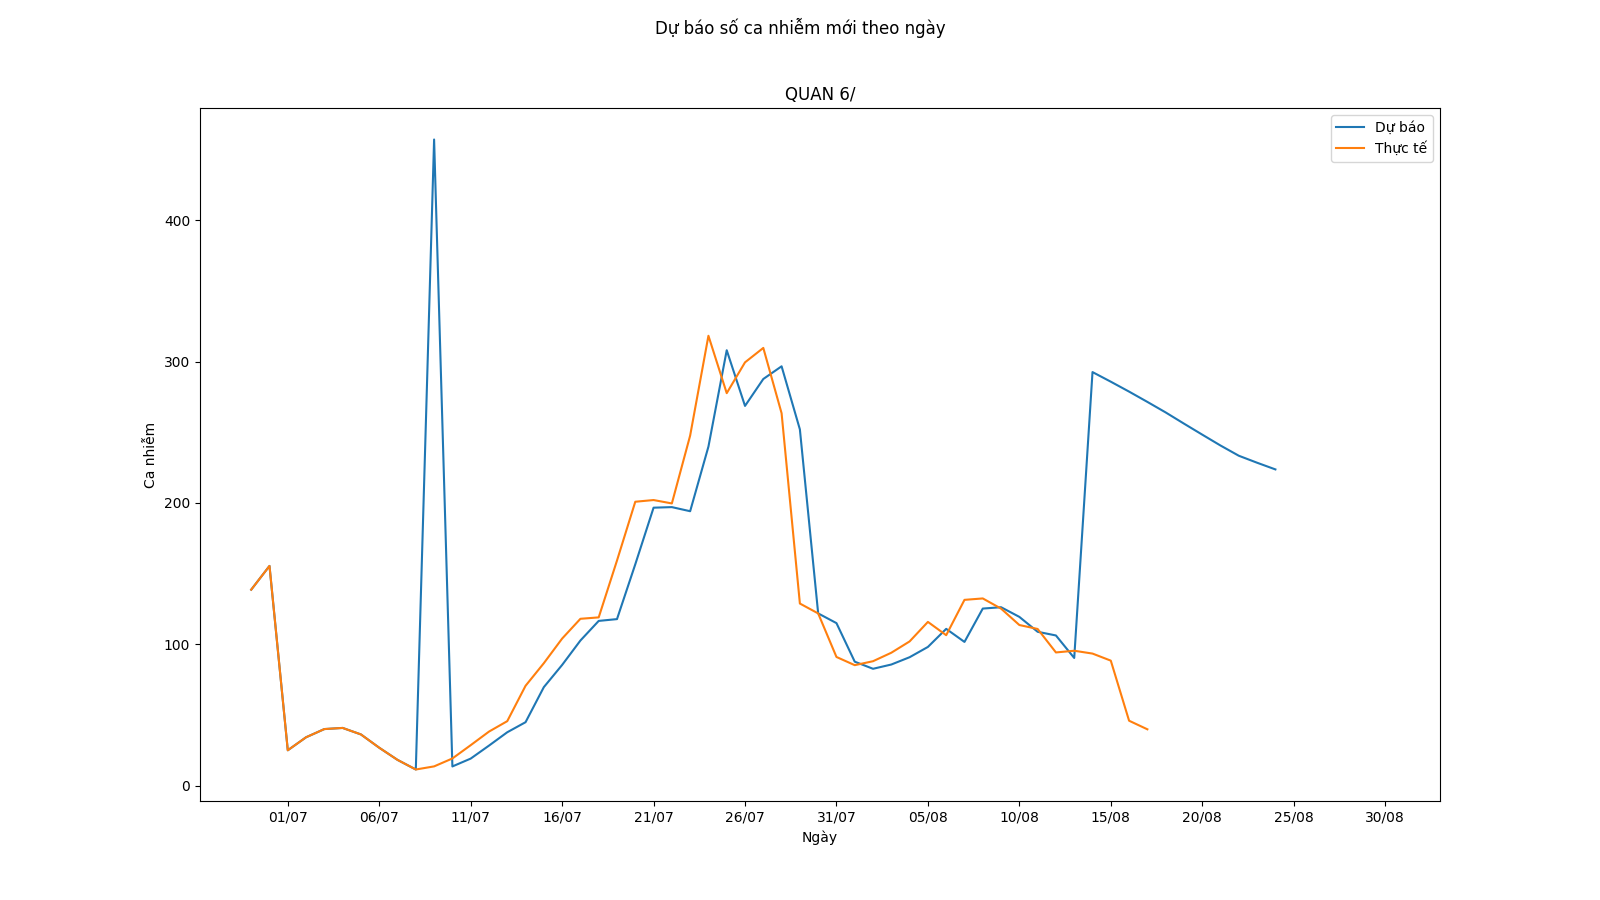 Dự báo số ca nhiễm mới theo ngày
QUAN 6/
Dự báo
Thực tế
400
300
200
100
0
Ca nhiễm
01/07 06/07 11/07 16/07 21/07 26/07 31/07 05/08 10/08 15/08 20/08 25/08 30/08
Ngày